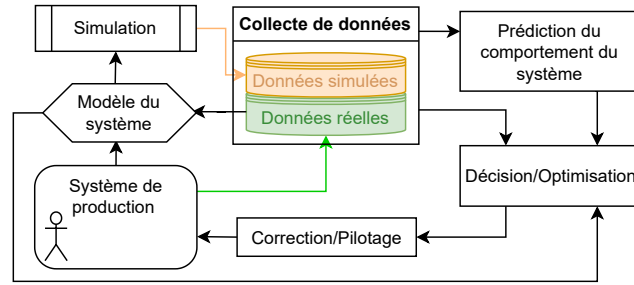 Simulation
Collecte de données
Données simulées
Données réelles
Prédiction du
comportement du
système
Modèle du
système
Système de
production
Décision/Optimisation
Correction/Pilotage